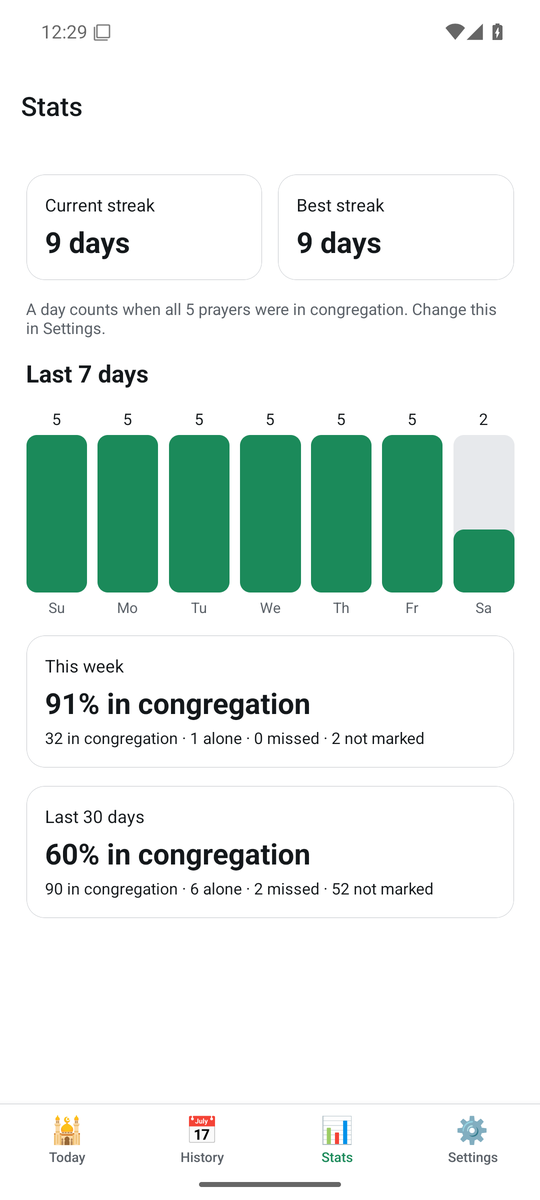 12:29
Stats
Current streak
9 days
Best streak
9 days
A day counts when all 5 prayers were in congregation. Change this
in Settings.
Last 7 days
5 5 5 5 5 5 2
Su Mo Tu We Th Fr Sa
This week
91% in congregation
32 in congregation · 1 alone · 0 missed · 2 not marked
Last 30 days
60% in congregation
90 in congregation · 6 alone · 2 missed · 52 not marked
July
17
Today History Stats Settings